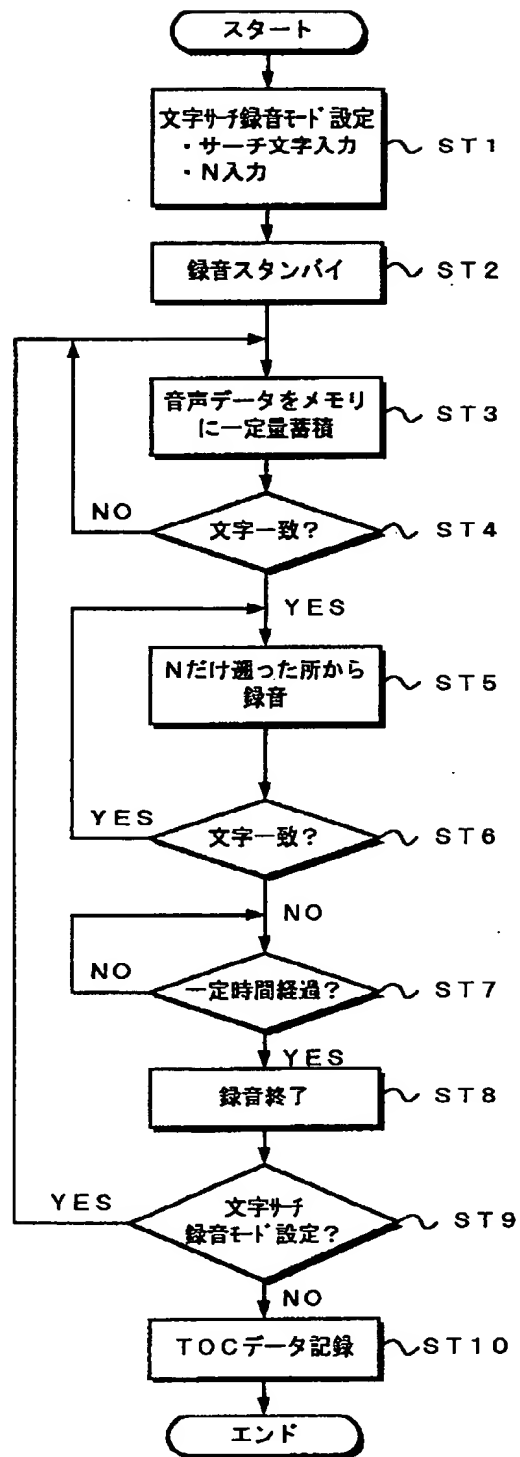 スタート
文字サーチ録音モード設定
・サーチ文字入力
・N入力
ST1
録音スタンバイ
ST2
音声データをメモリ
に一定量蓄積
ST3
NO
文字一致?
ST4
YES
Nだけ遡った所から
録音
ST5
YES
文字一致?
ST6
NO
NO
一定時間経過?
ST7
YES
録音終了
ST8
YES
文字サーチ
録音モード設定?
ST9
NO
TOCデータ記録
ST10
エンド